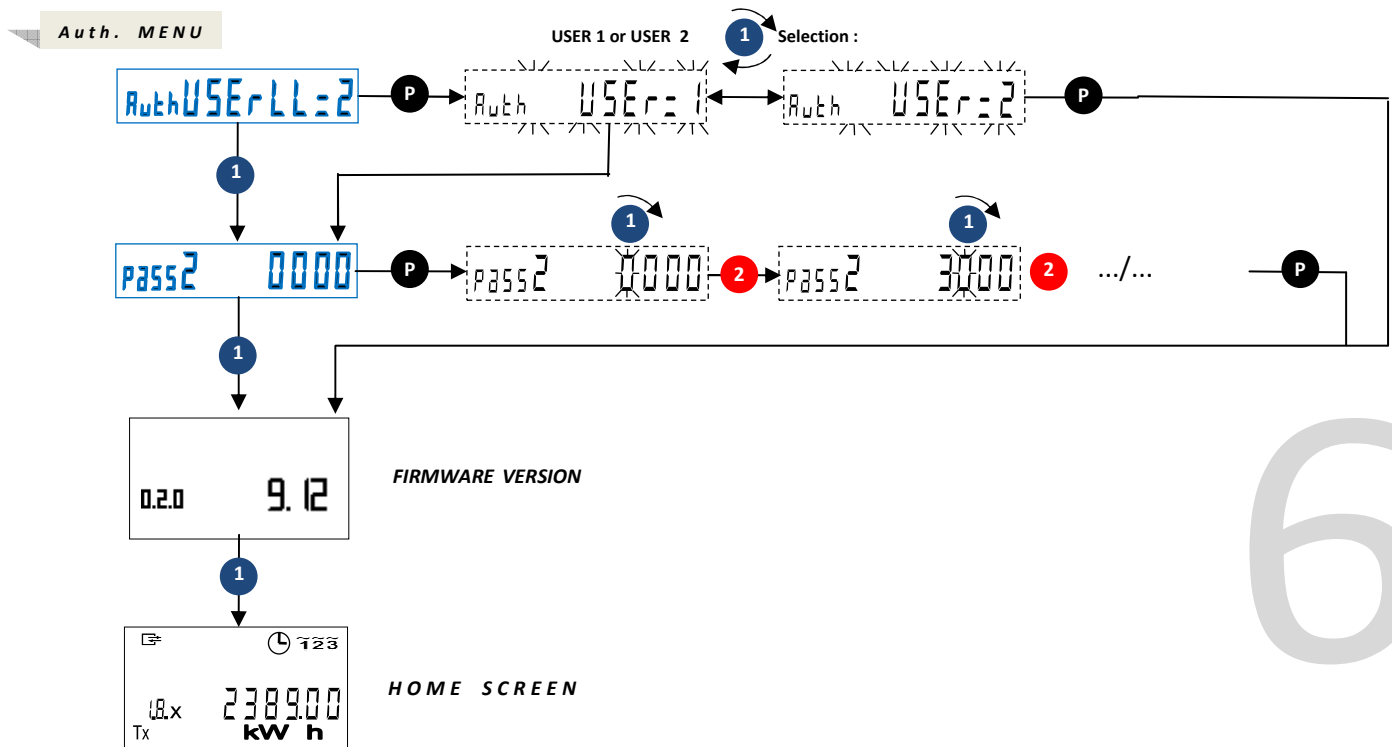 Auth. MENU
USER 1 or USER 2 1 Selection :
AuthUSErLL=2 P Auth USEr=1 Auth USEr=2 P
1
1 1
Pass2 0000 P Pass2 0000 2 Pass2 3000 2 .../... P
1
0.2.0 9.12 FIRMWARE VERSION
6
1
123
1.8.x 2389.00 HOME SCREEN
Tx kW h